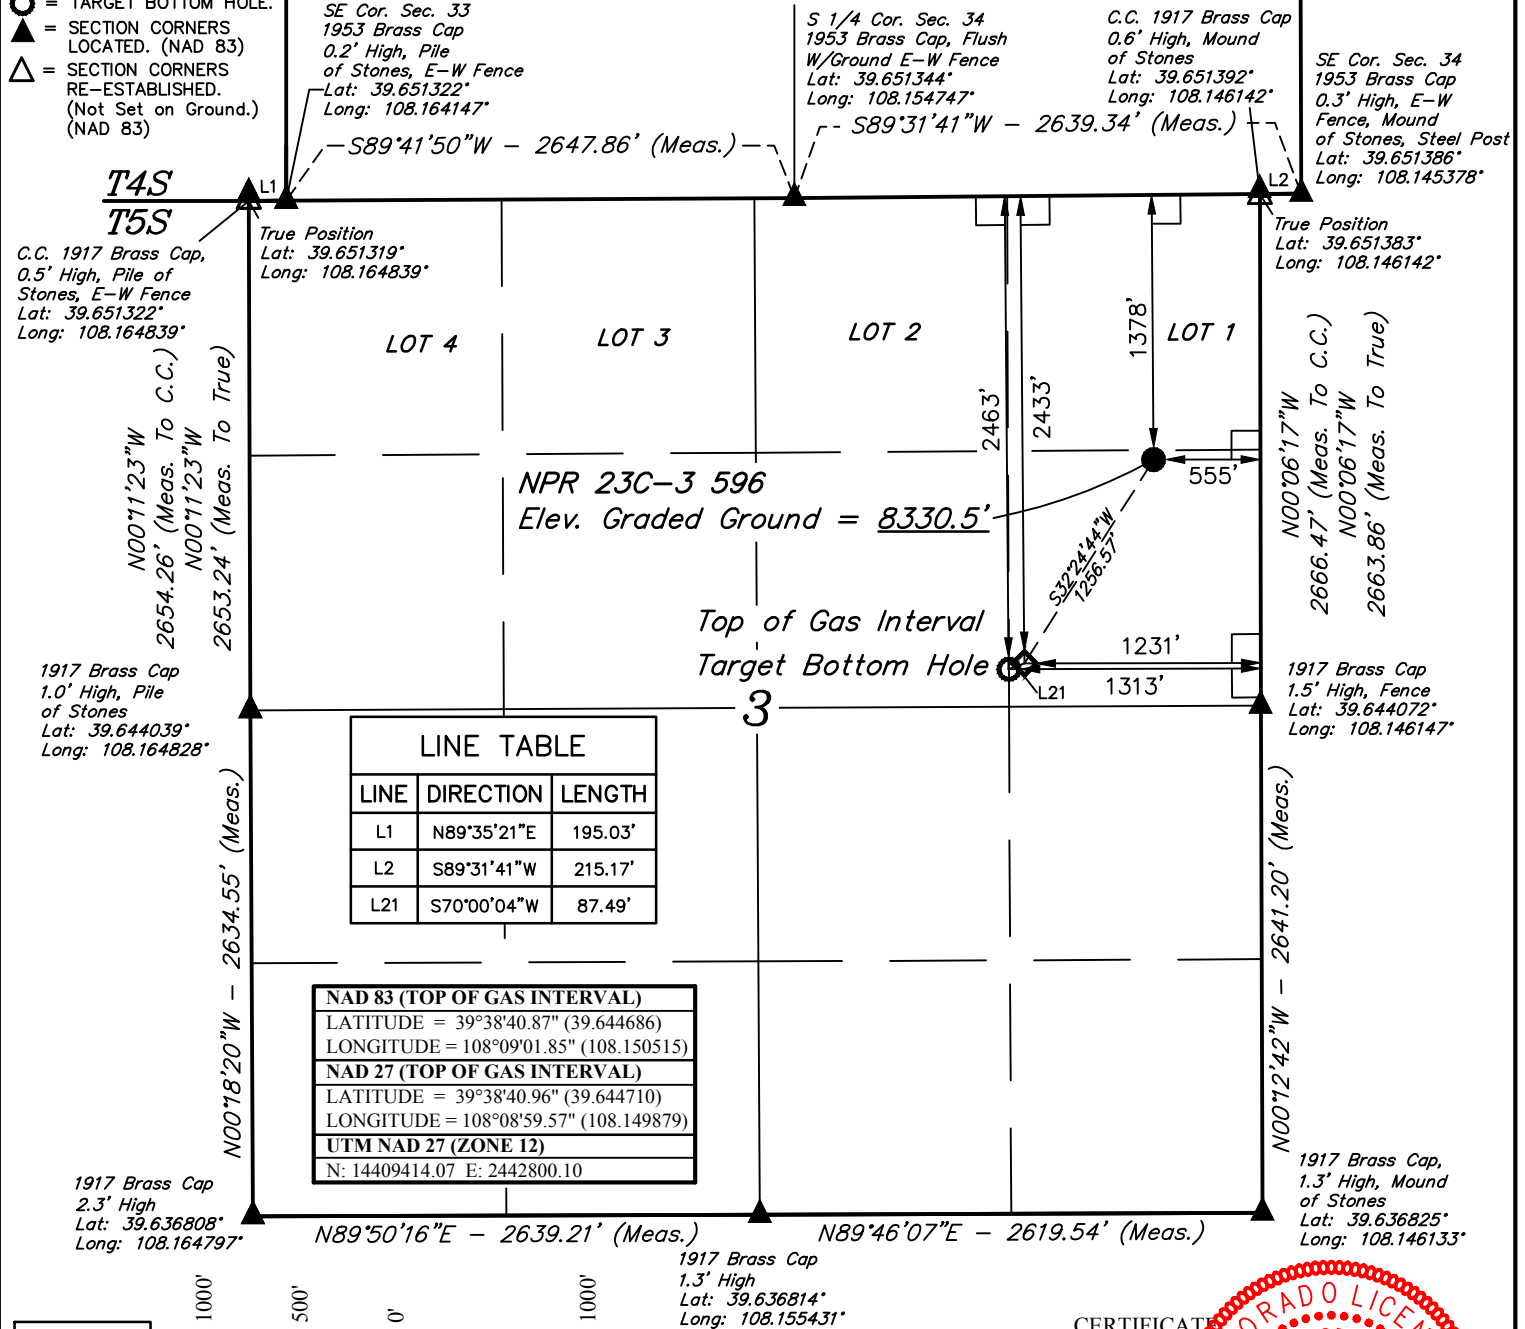 = TARGET BOTTOM HOLE.
= SECTION CORNERS
LOCATED. (NAD 83)
= SECTION CORNERS
RE-ESTABLISHED.
(Not Set on Ground.)
(NAD 83)
SE Cor. Sec. 33
1953 Brass Cap
0.2' High, Pile
of Stones, E-W Fence
Lat: 39.651322°
Long: 108.164147°
S 1/4 Cor. Sec. 34
1953 Brass Cap, Flush
W/Ground E-W Fence
Lat: 39.651344°
Long: 108.154747°
C.C. 1917 Brass Cap
0.6' High, Mound
of Stones
Lat: 39.651392°
Long: 108.146142°
SE Cor. Sec. 34
1953 Brass Cap
0.3' High, E-W
Fence, Mound
of Stones, Steel Post
Lat: 39.651386°
Long: 108.145378°
S89°41'50"W - 2647.86' (Meas.)
S89°31'41"W - 2639.34' (Meas.)
T4S
T5S
L1
L2
C.C. 1917 Brass Cap,
0.5' High, Pile of
Stones, E-W Fence
Lat: 39.651322°
Long: 108.164839°
True Position
Lat: 39.651319°
Long: 108.164839°
True Position
Lat: 39.651383°
Long: 108.146142°
LOT 4
LOT 3
LOT 2
LOT 1
1378'
2463'
2433'
555'
N00°11'23"W
2654.26' (Meas. To C.C.)
N00°11'23"W
2653.24' (Meas. To True)
N00°06'17"W
2666.47' (Meas. To C.C.)
N00°06'17"W
2663.86' (Meas. To True)
NPR 23C-3 596
Elev. Graded Ground = 8330.5'
S32°24'44"W
1256.57'
Top of Gas Interval
Target Bottom Hole
1231'
1313'
L21
3
1917 Brass Cap
1.0' High, Pile
of Stones
Lat: 39.644039°
Long: 108.164828°
1917 Brass Cap
1.5' High, Fence
Lat: 39.644072°
Long: 108.146147°
LINE TABLE
LINE DIRECTION LENGTH
L1 N89°35'21"E 195.03'
L2 S89°31'41"W 215.17'
L21 S70°00'04"W 87.49'
N00°18'20"W - 2634.55' (Meas.)
N00°12'42"W - 2641.20' (Meas.)
NAD 83 (TOP OF GAS INTERVAL)
LATITUDE = 39°38'40.87" (39.644686)
LONGITUDE = 108°09'01.85" (108.150515)
NAD 27 (TOP OF GAS INTERVAL)
LATITUDE = 39°38'40.96" (39.644710)
LONGITUDE = 108°08'59.57" (108.149879)
UTM NAD 27 (ZONE 12)
N: 14409414.07 E: 2442800.10
1917 Brass Cap
2.3' High
Lat: 39.636808°
Long: 108.164797°
N89°50'16"E - 2639.21' (Meas.)
N89°46'07"E - 2619.54' (Meas.)
1917 Brass Cap,
1.3' High, Mound
of Stones
Lat: 39.636825°
Long: 108.146133°
1917 Brass Cap
1.3' High
Lat: 39.636814°
Long: 108.155431°
1000'
500'
0'
1000'
CERTIFICATE
ORADO LICEN